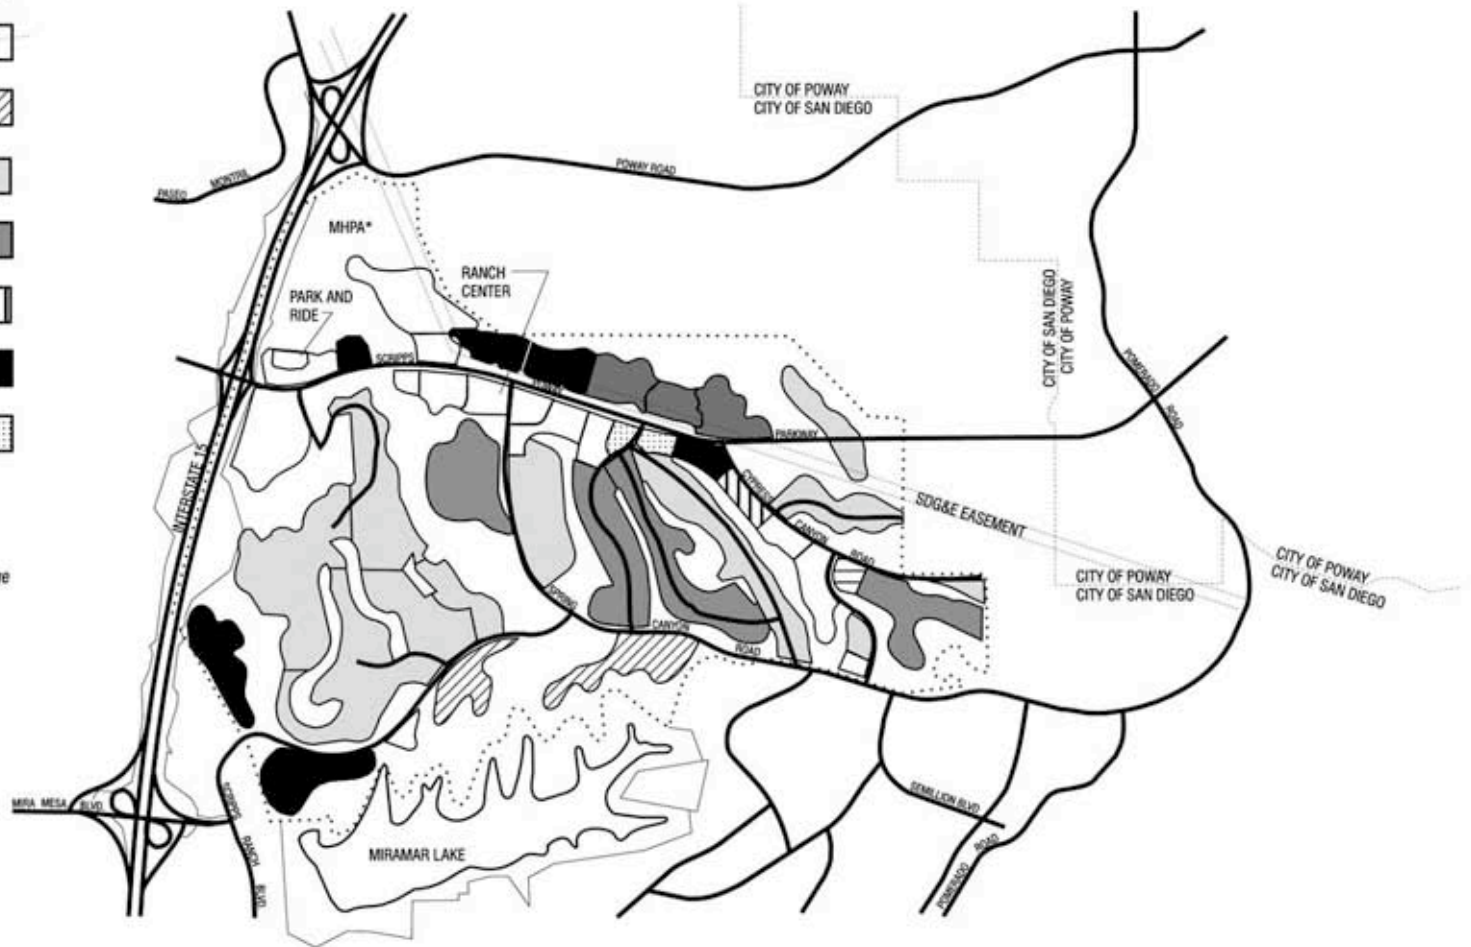 CITY OF POWAY
CITY OF SAN DIEGO
POWAY ROAD
PASEO MONTRIL
MHPA*
RANCH
CENTER
PARK AND
RIDE
SCRIPPS
PARKWAY
CITY OF SAN DIEGO
CITY OF POWAY
POMERADO ROAD
INTERSTATE 15
CYPRESS CANYON ROAD
SDG&E EASEMENT
CITY OF POWAY
CITY OF SAN DIEGO
CITY OF POWAY
CITY OF SAN DIEGO
SPRING CANYON ROAD
MIRA MESA BLVD
SCRIPPS RANCH BLVD
SEMILLION BLVD
POMERADO ROAD
MIRAMAR LAKE